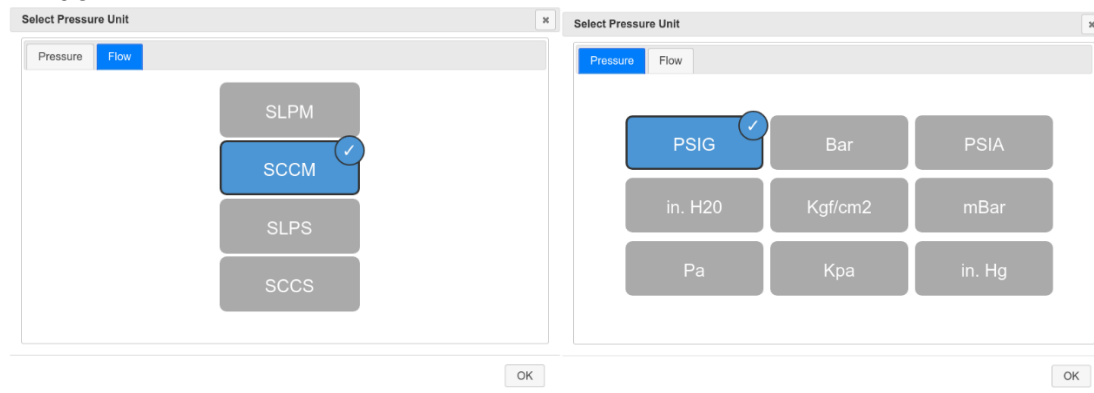 Select Pressure Unit
Pressure Flow
SLPM
SCCM
SLPS
SCCS
OK
Select Pressure Unit
Pressure Flow
PSIG Bar PSIA
in. H20 Kgf/cm2 mBar
Pa Kpa in. Hg
OK